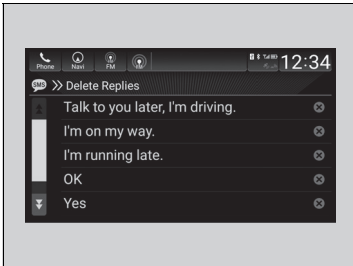 Phone Navi FM
12:34
SMS Delete Replies
Talk to you later, I'm driving.
I'm on my way.
I'm running late.
OK
Yes